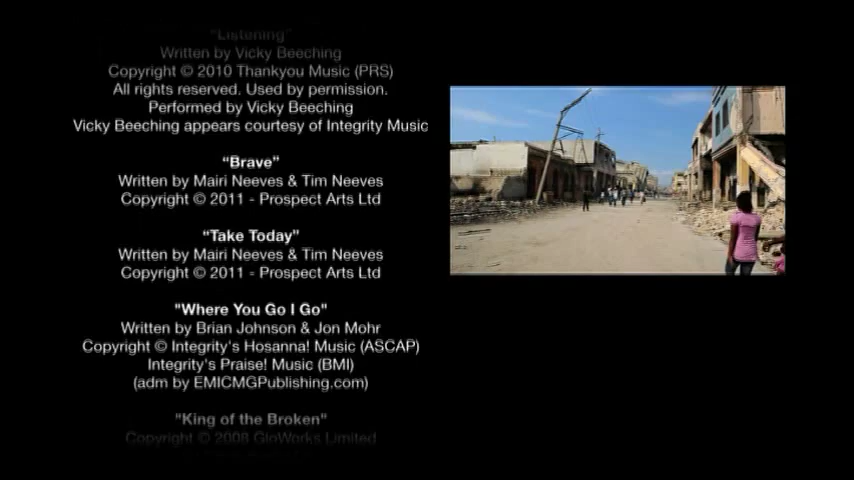 “Listening”
Written by Vicky Beeching
Copyright © 2010 Thankyou Music (PRS)
All rights reserved. Used by permission.
Performed by Vicky Beeching
Vicky Beeching appears courtesy of Integrity Music
“Brave”
Written by Mairi Neeves & Tim Neeves
Copyright © 2011 - Prospect Arts Ltd
“Take Today”
Written by Mairi Neeves & Tim Neeves
Copyright © 2011 - Prospect Arts Ltd
"Where You Go I Go"
Written by Brian Johnson & Jon Mohr
Copyright © Integrity's Hosanna! Music (ASCAP)
Integrity's Praise! Music (BMI)
(adm by EMICMGPublishing.com)
"King of the Broken"
Copyright © 2008 GloWorks Limited